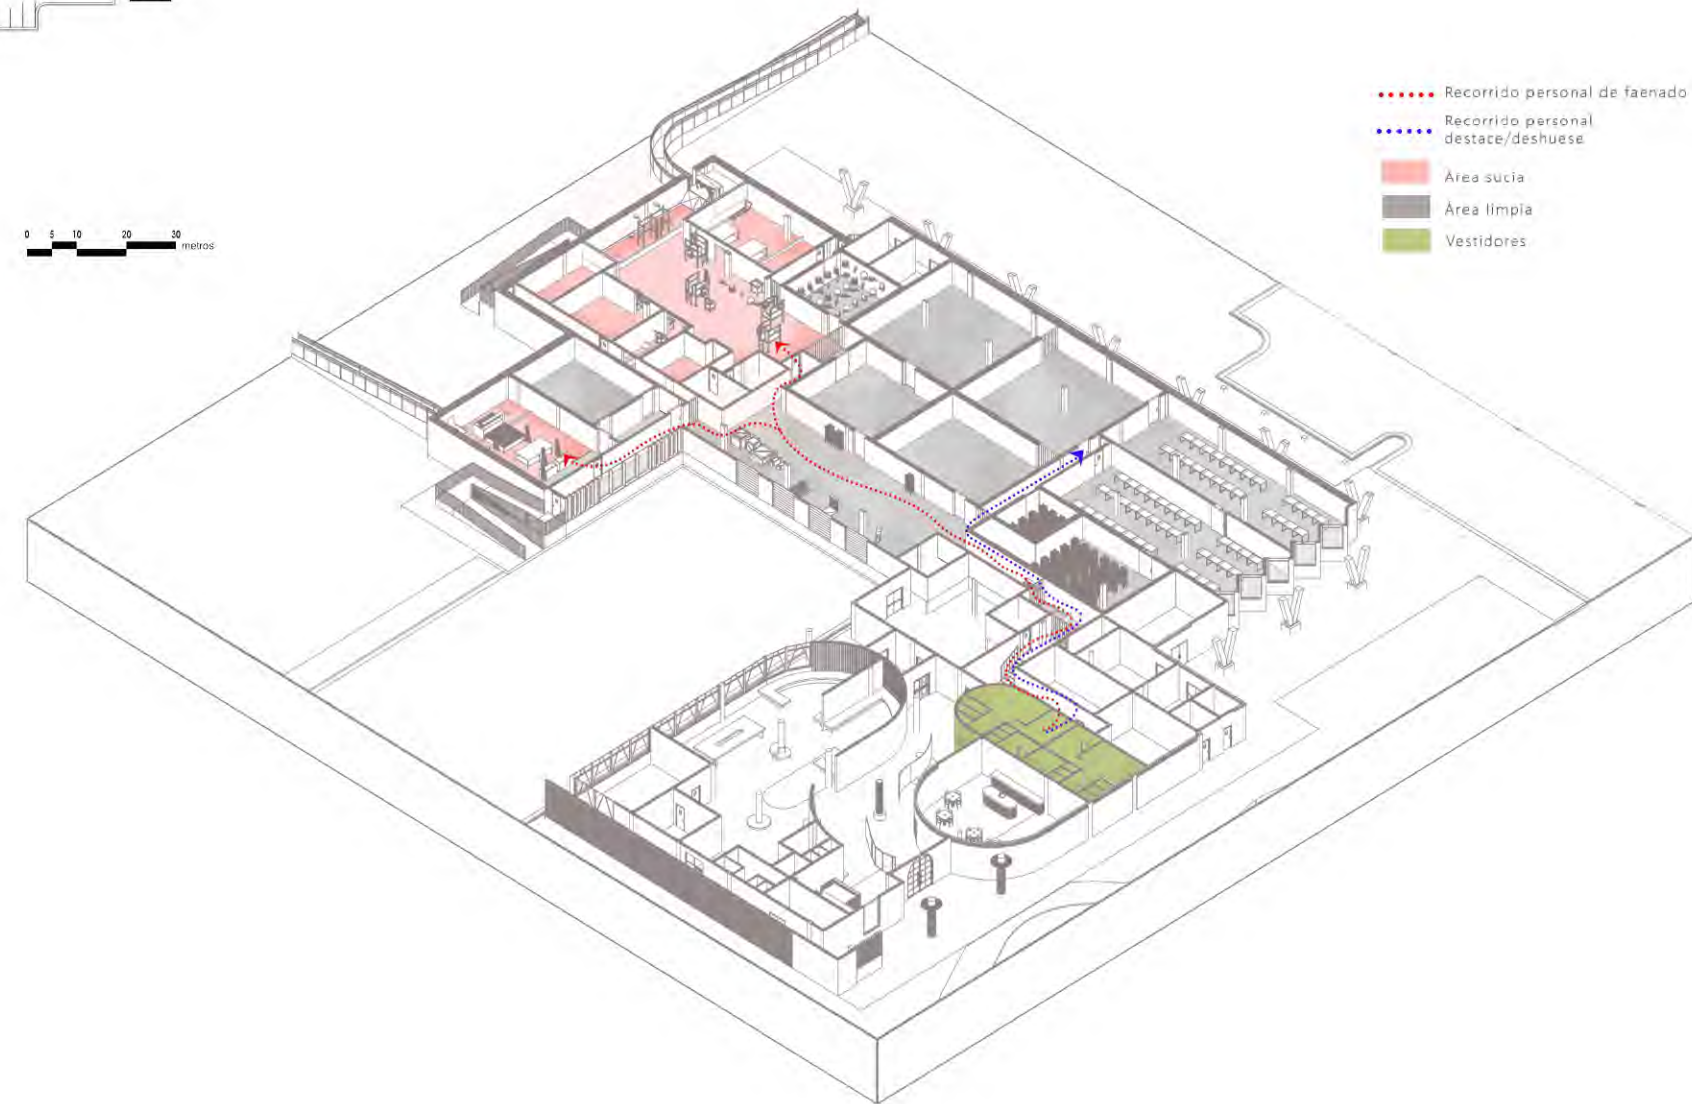 Recorrido personal de faenado
Recorrido personal
destace/deshuese
Área sucia
Área limpia
Vestidores
0 5 10 20 30
metros